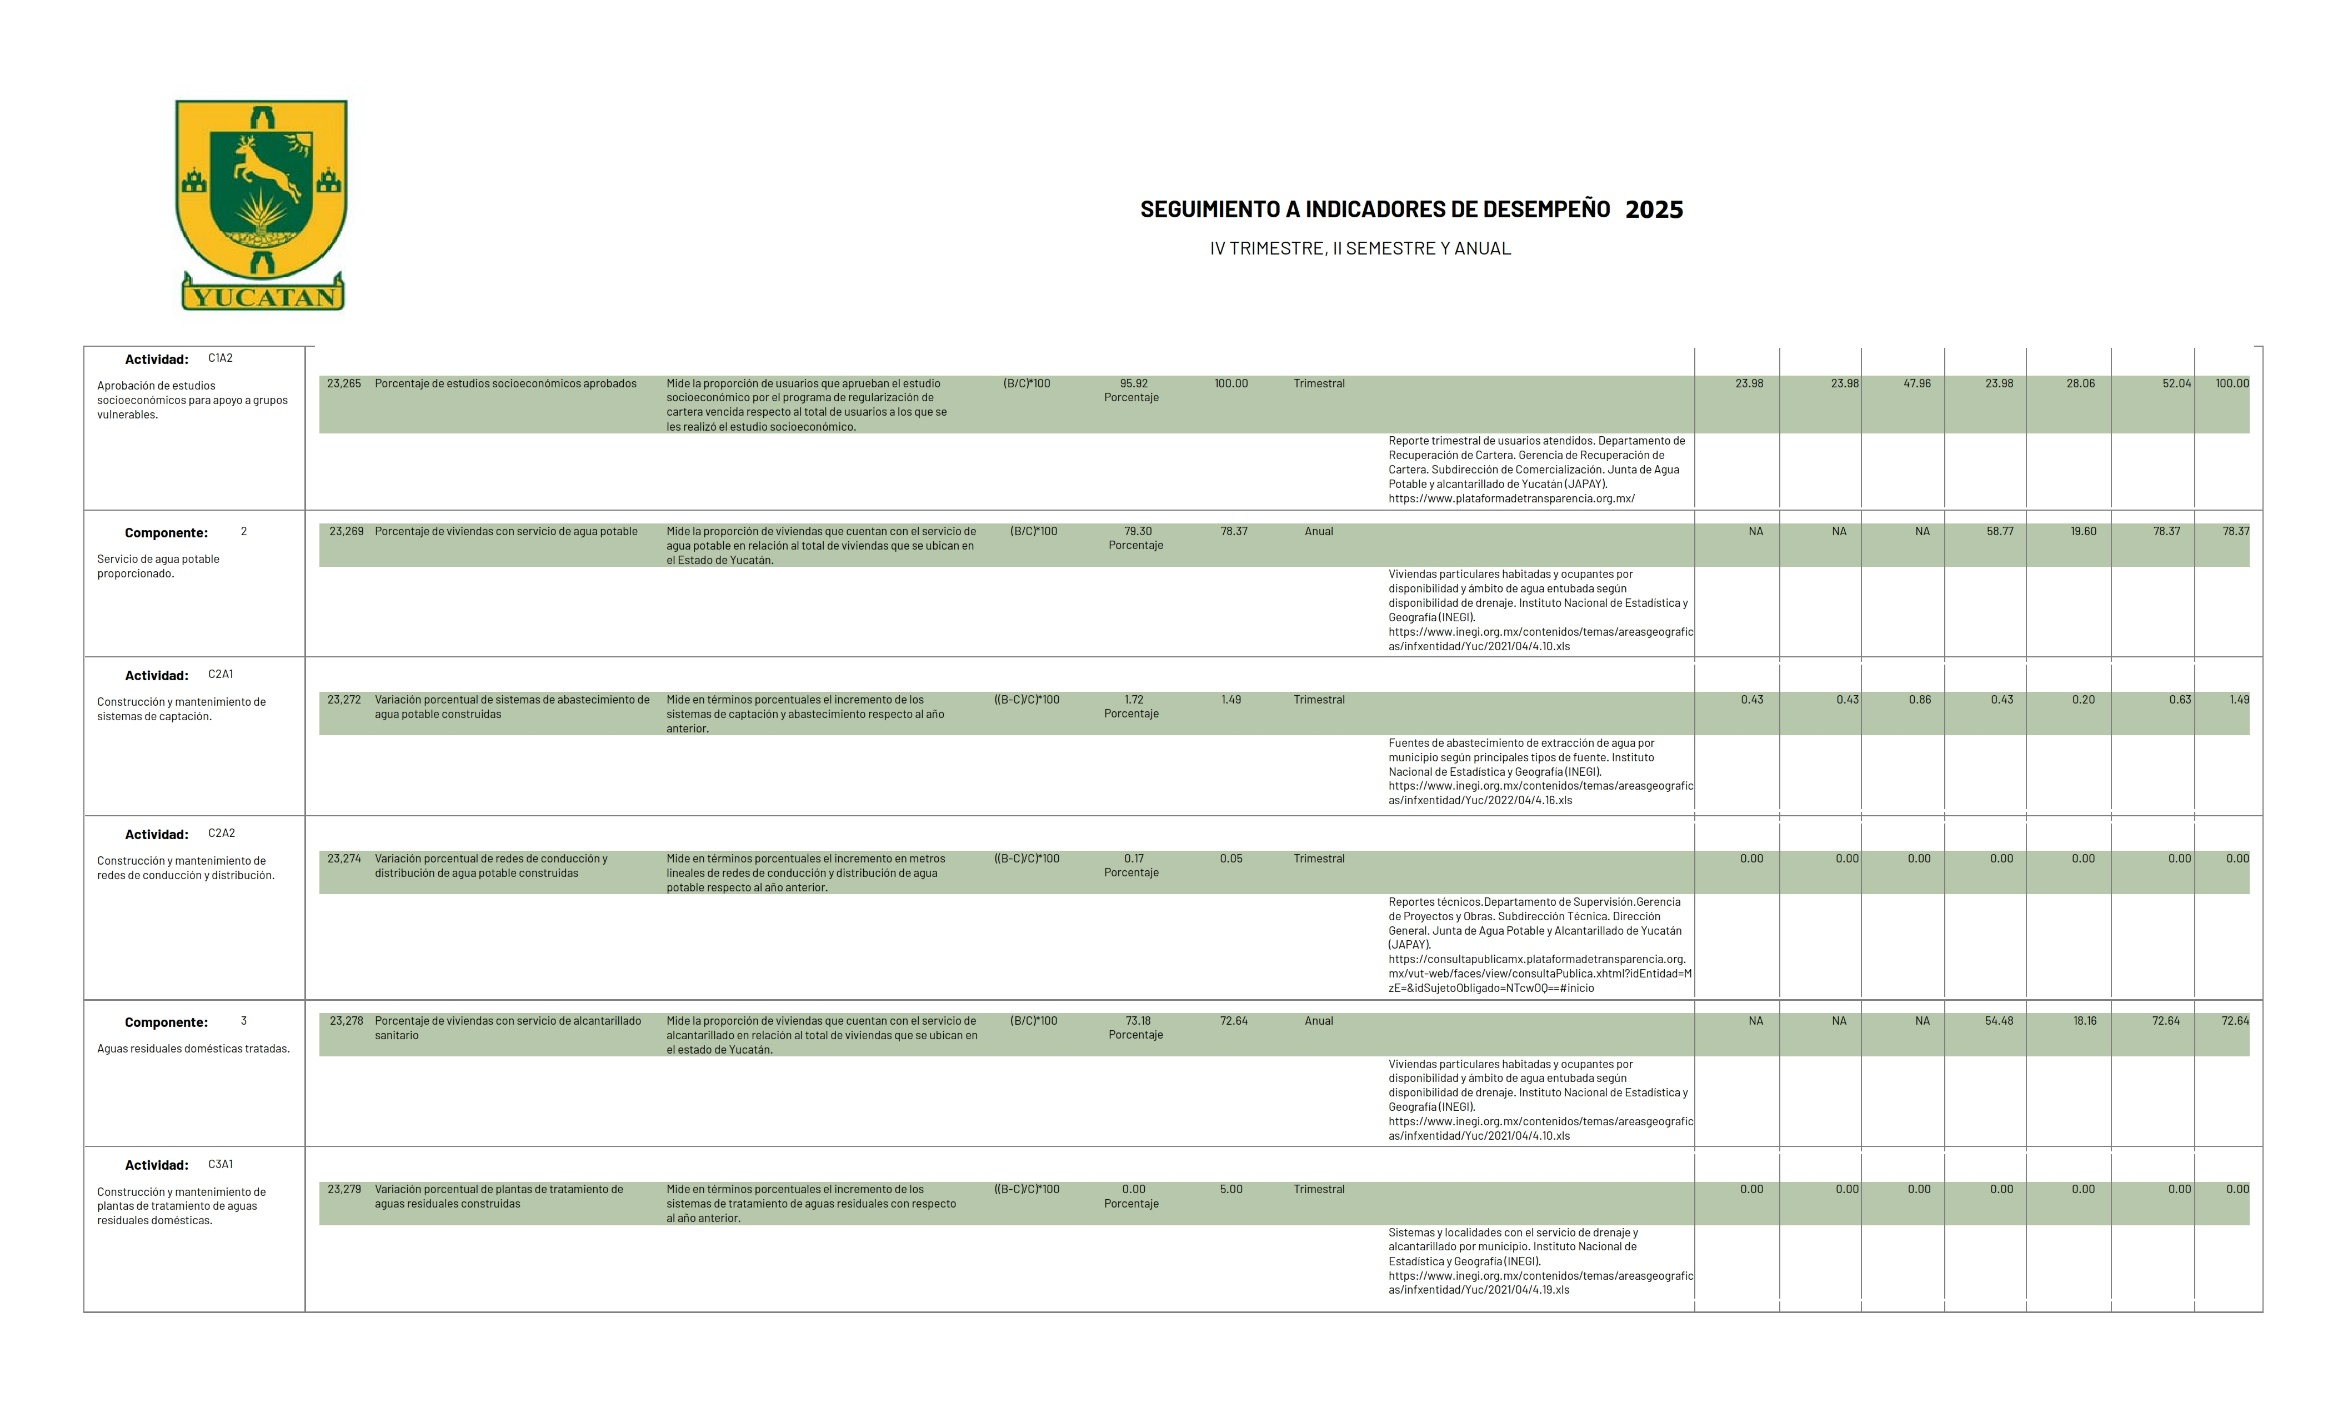 YUCATAN
SEGUIMIENTO A INDICADORES DE DESEMPEÑO 2025
IV TRIMESTRE, II SEMESTRE Y ANUAL
Actividad: C1A2
Aprobación de estudios
socioeconómicos para apoyo a grupos
vulnerables.
23,265 Porcentaje de estudios socioeconómicos aprobados
Mide la proporción de usuarios que aprueban el estudio
socioeconómico por el programa de regularización de
cartera vencida respecto al total de usuarios a los que se
les realizó el estudio socioeconómico.
(B/C)*100
95.92
Porcentaje
100.00 Trimestral
23.98 23.98 47.96 23.98 28.06 52.04 100.00
Reporte trimestral de usuarios atendidos. Departamento de
Recuperación de Cartera. Gerencia de Recuperación de
Cartera. Subdirección de Comercialización. Junta de Agua
Potable y alcantarillado de Yucatán (JAPAY).
https://www.plataformadetransparencia.org.mx/
Componente: 2
Servicio de agua potable
proporcionado.
23,269 Porcentaje de viviendas con servicio de agua potable
Mide la proporción de viviendas que cuentan con el servicio de
agua potable en relación al total de viviendas que se ubican en
el Estado de Yucatán.
(B/C)*100
79.30
Porcentaje
78.37 Anual
NA NA NA 58.77 19.60 78.37 78.37
Viviendas particulares habitadas y ocupantes por
disponibilidad y ámbito de agua entubada según
disponibilidad de drenaje. Instituto Nacional de Estadística y
Geografía (INEGI).
https://www.inegi.org.mx/contenidos/temas/areasgeografic
as/infxentidad/Yuc/2021/04/4.10.xls
Actividad: C2A1
Construcción y mantenimiento de
sistemas de captación.
23,272 Variación porcentual de sistemas de abastecimiento de
agua potable construidas
Mide en términos porcentuales el incremento de los
sistemas de captación y abastecimiento respecto al año
anterior.
((B-C)/C)*100
1.72
Porcentaje
1.49 Trimestral
0.43 0.43 0.86 0.43 0.20 0.63 1.49
Fuentes de abastecimiento de extracción de agua por
municipio según principales tipos de fuente. Instituto
Nacional de Estadística y Geografía (INEGI).
https://www.inegi.org.mx/contenidos/temas/areasgeografic
as/infxentidad/Yuc/2022/04/4.16.xls
Actividad: C2A2
Construcción y mantenimiento de
redes de conducción y distribución.
23,274 Variación porcentual de redes de conducción y
distribución de agua potable construidas
Mide en términos porcentuales el incremento en metros
lineales de redes de conducción y distribución de agua
potable respecto al año anterior.
((B-C)/C)*100
0.17
Porcentaje
0.05 Trimestral
0.00 0.00 0.00 0.00 0.00 0.00 0.00
Reportes técnicos.Departamento de Supervisión.Gerencia
de Proyectos y Obras. Subdirección Técnica. Dirección
General. Junta de Agua Potable y Alcantarillado de Yucatán
(JAPAY).
https://consultapublicamx.plataformadetransparencia.org.
mx/vut-web/faces/view/consultaPublica.xhtml?idEntidad=M
zE=&idSujetoObligado=NTcwOQ==#inicio
Componente: 3
Aguas residuales domésticas tratadas.
23,278 Porcentaje de viviendas con servicio de alcantarillado
sanitario
Mide la proporción de viviendas que cuentan con el servicio de
alcantarillado en relación al total de viviendas que se ubican en
el estado de Yucatán.
(B/C)*100
73.18
Porcentaje
72.64 Anual
NA NA NA 54.48 18.16 72.64 72.64
Viviendas particulares habitadas y ocupantes por
disponibilidad y ámbito de agua entubada según
disponibilidad de drenaje. Instituto Nacional de Estadística y
Geografía (INEGI).
https://www.inegi.org.mx/contenidos/temas/areasgeografic
as/infxentidad/Yuc/2021/04/4.10.xls
Actividad: C3A1
Construcción y mantenimiento de
plantas de tratamiento de aguas
residuales domésticas.
23,279 Variación porcentual de plantas de tratamiento de
aguas residuales construidas
Mide en términos porcentuales el incremento de los
sistemas de tratamiento de aguas residuales con respecto
al año anterior.
((B-C)/C)*100
0.00
Porcentaje
5.00 Trimestral
0.00 0.00 0.00 0.00 0.00 0.00 0.00
Sistemas y localidades con el servicio de drenaje y
alcantarillado por municipio. Instituto Nacional de
Estadística y Geografía (INEGI).
https://www.inegi.org.mx/contenidos/temas/areasgeografic
as/infxentidad/Yuc/2021/04/4.19.xls